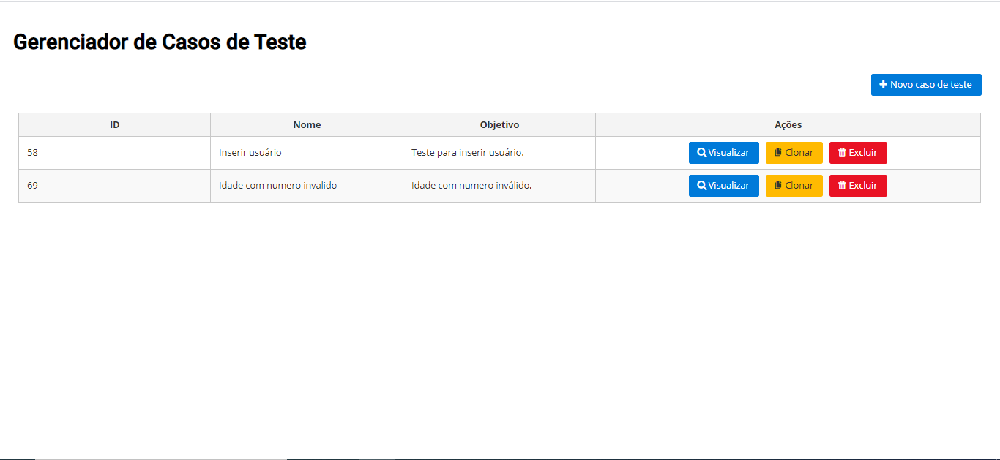 Gerenciador de Casos de Teste
Novo caso de teste
ID Nome Objetivo Ações
58 Inserir usuário Teste para inserir usuário. Visualizar Clonar Excluir
69 Idade com numero invalido Idade com numero inválido. Visualizar Clonar Excluir